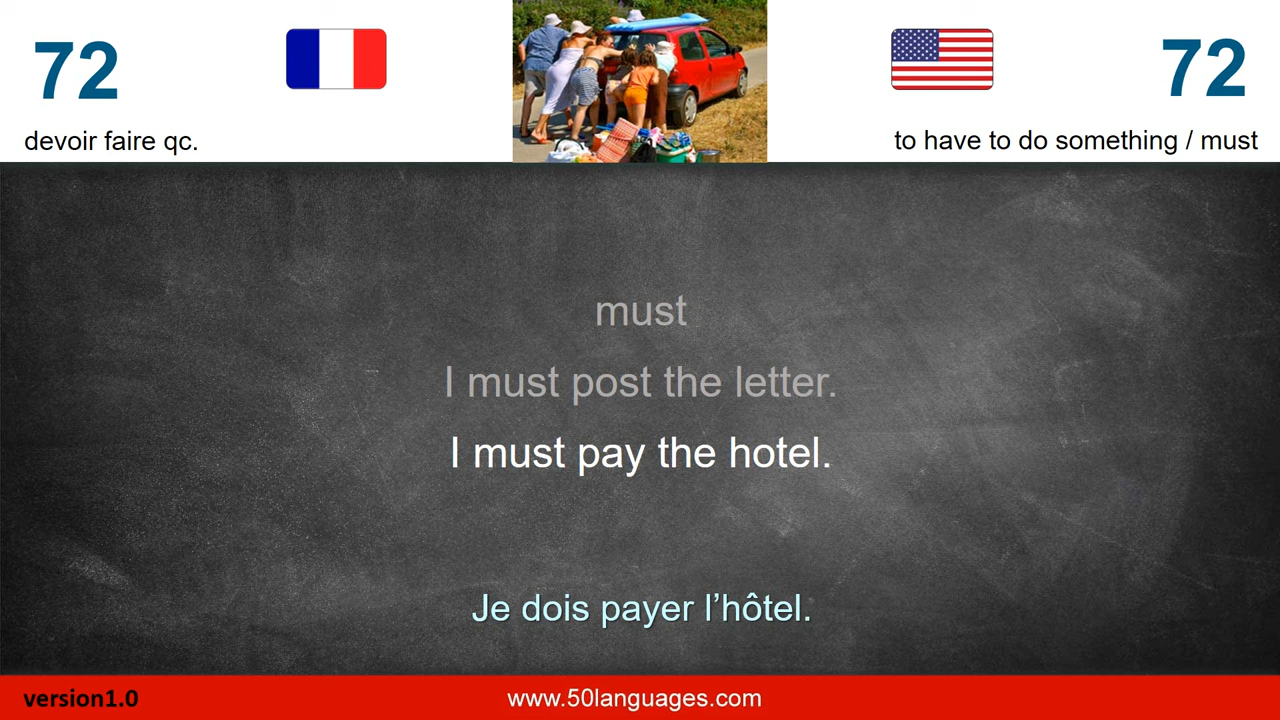 72
72
devoir faire qc.
to have to do something / must
must
I must post the letter.
I must pay the hotel.
Je dois payer l’hôtel.
version1.0
www.50languages.com